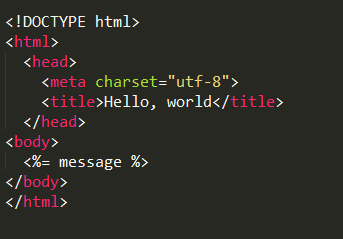 <!DOCTYPE html>
<html>
  <head>
    <meta charset="utf-8">
    <title>Hello, world</title>
  </head>
<body>
  <%= message %>
</body>
</html>